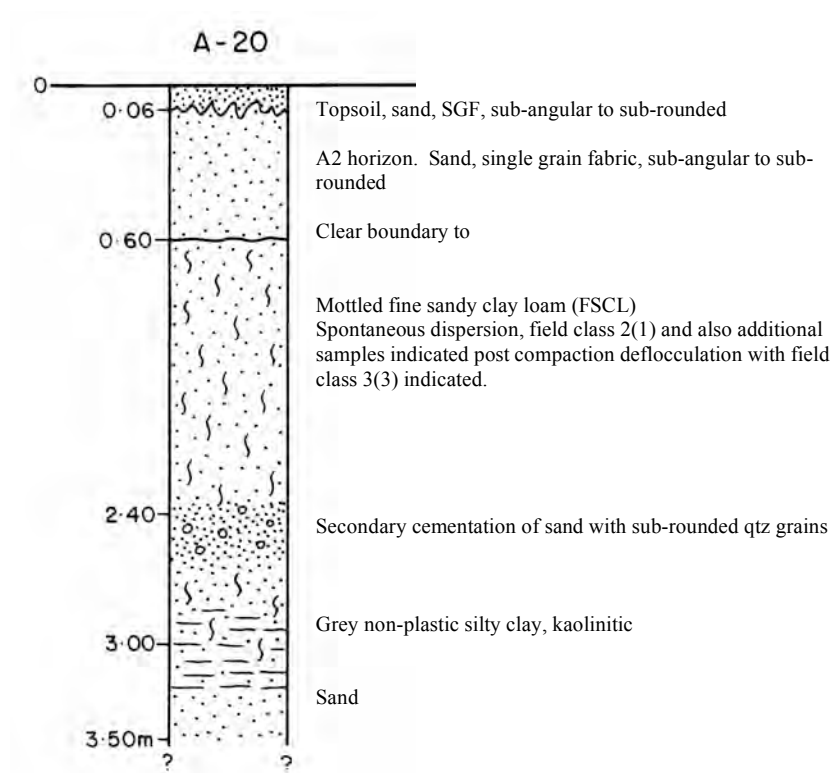 A-20
0
0·06
Topsoil, sand, SGF, sub-angular to sub-rounded
A2 horizon. Sand, single grain fabric, sub-angular to sub-
rounded
0·60
Clear boundary to
Mottled fine sandy clay loam (FSCL)
Spontaneous dispersion, field class 2(1) and also additional
samples indicated post compaction deflocculation with field
class 3(3) indicated.
2·40
Secondary cementation of sand with sub-rounded qtz grains
Grey non-plastic silty clay, kaolinitic
3·00
Sand
3·50m
? ?